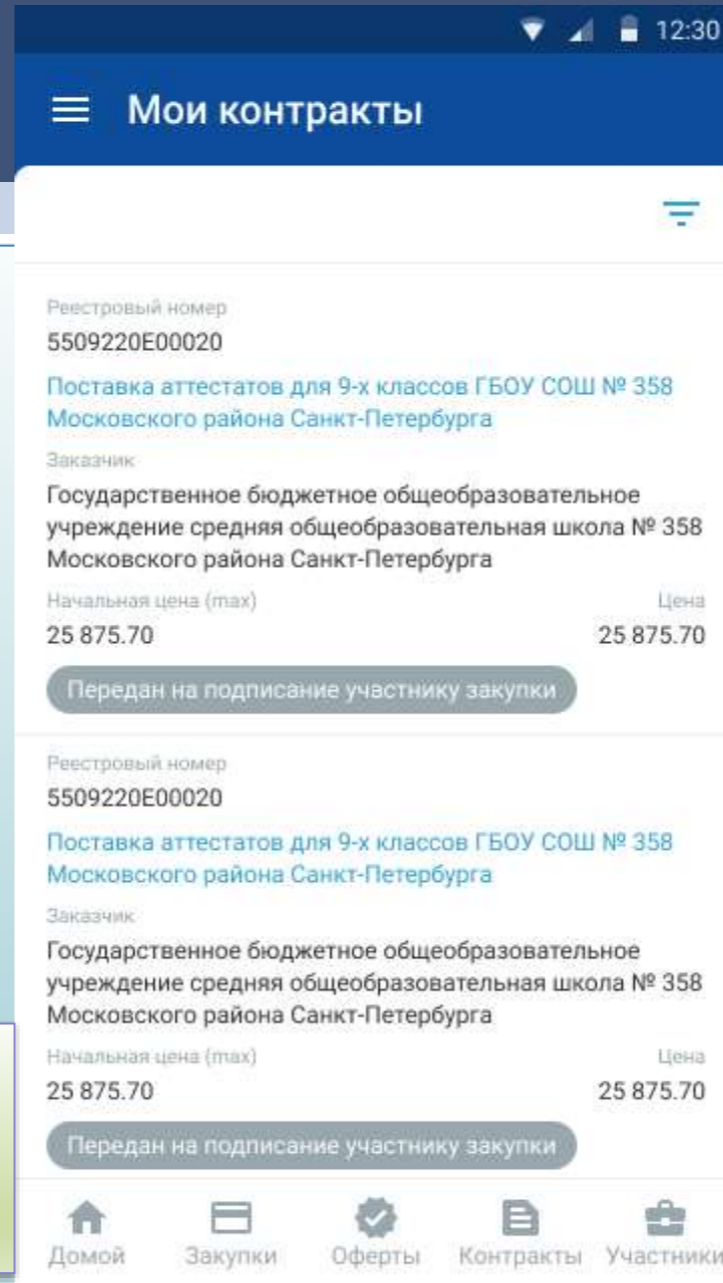 12:30
Мои контракты
Реестровый номер
5509220E00020
Поставка аттестатов для 9-х классов ГБОУ СОШ № 358
Московского района Санкт-Петербурга
Заказчик
Государственное бюджетное общеобразовательное
учреждение средняя общеобразовательная школа № 358
Московского района Санкт-Петербурга
Начальная цена (max) Цена
25 875.70 25 875.70
Передан на подписание участнику закупки
Реестровый номер
5509220E00020
Поставка аттестатов для 9-х классов ГБОУ СОШ № 358
Московского района Санкт-Петербурга
Заказчик
Государственное бюджетное общеобразовательное
учреждение средняя общеобразовательная школа № 358
Московского района Санкт-Петербурга
Начальная цена (max) Цена
25 875.70 25 875.70
Передан на подписание участнику закупки
Домой Закупки Оферты Контракты Участники